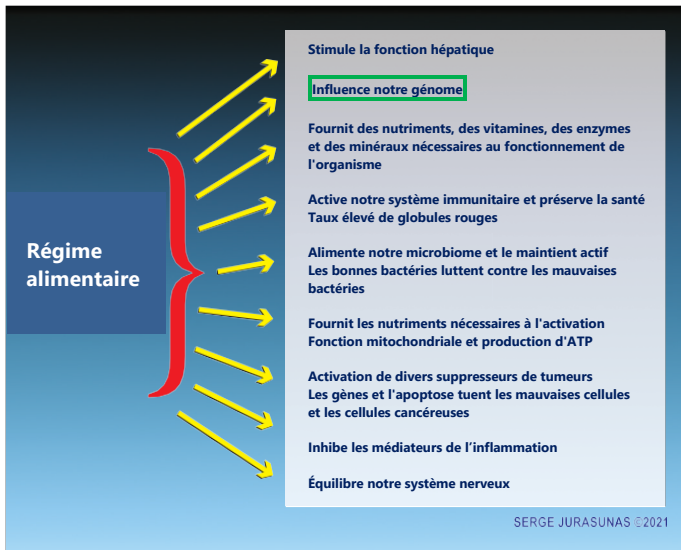 Régime
alimentaire
Stimule la fonction hépatique
Influence notre génome
Fournit des nutriments, des vitamines, des enzymes
et des minéraux nécessaires au fonctionnement de
l'organisme
Active notre système immunitaire et préserve la santé
Taux élevé de globules rouges
Alimente notre microbiome et le maintient actif
Les bonnes bactéries luttent contre les mauvaises
bactéries
Fournit les nutriments nécessaires à l'activation
Fonction mitochondriale et production d'ATP
Activation de divers suppresseurs de tumeurs
Les gènes et l'apoptose tuent les mauvaises cellules
et les cellules cancéreuses
Inhibe les médiateurs de l’inflammation
Équilibre notre système nerveux
SERGE JURASUNAS ©2021